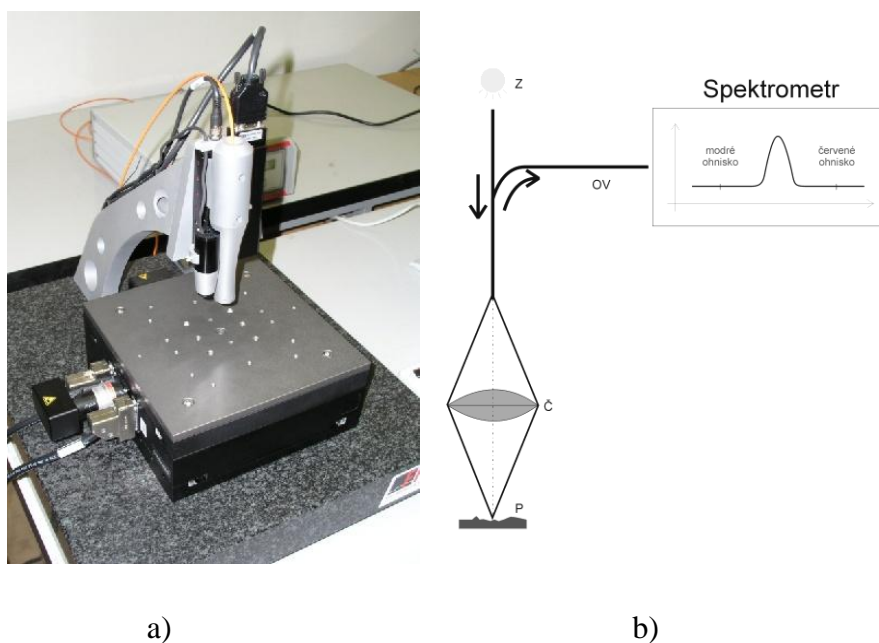 Z
Spektrometr
modré
ohnisko
červené
ohnisko
OV
Č
P
a)
b)